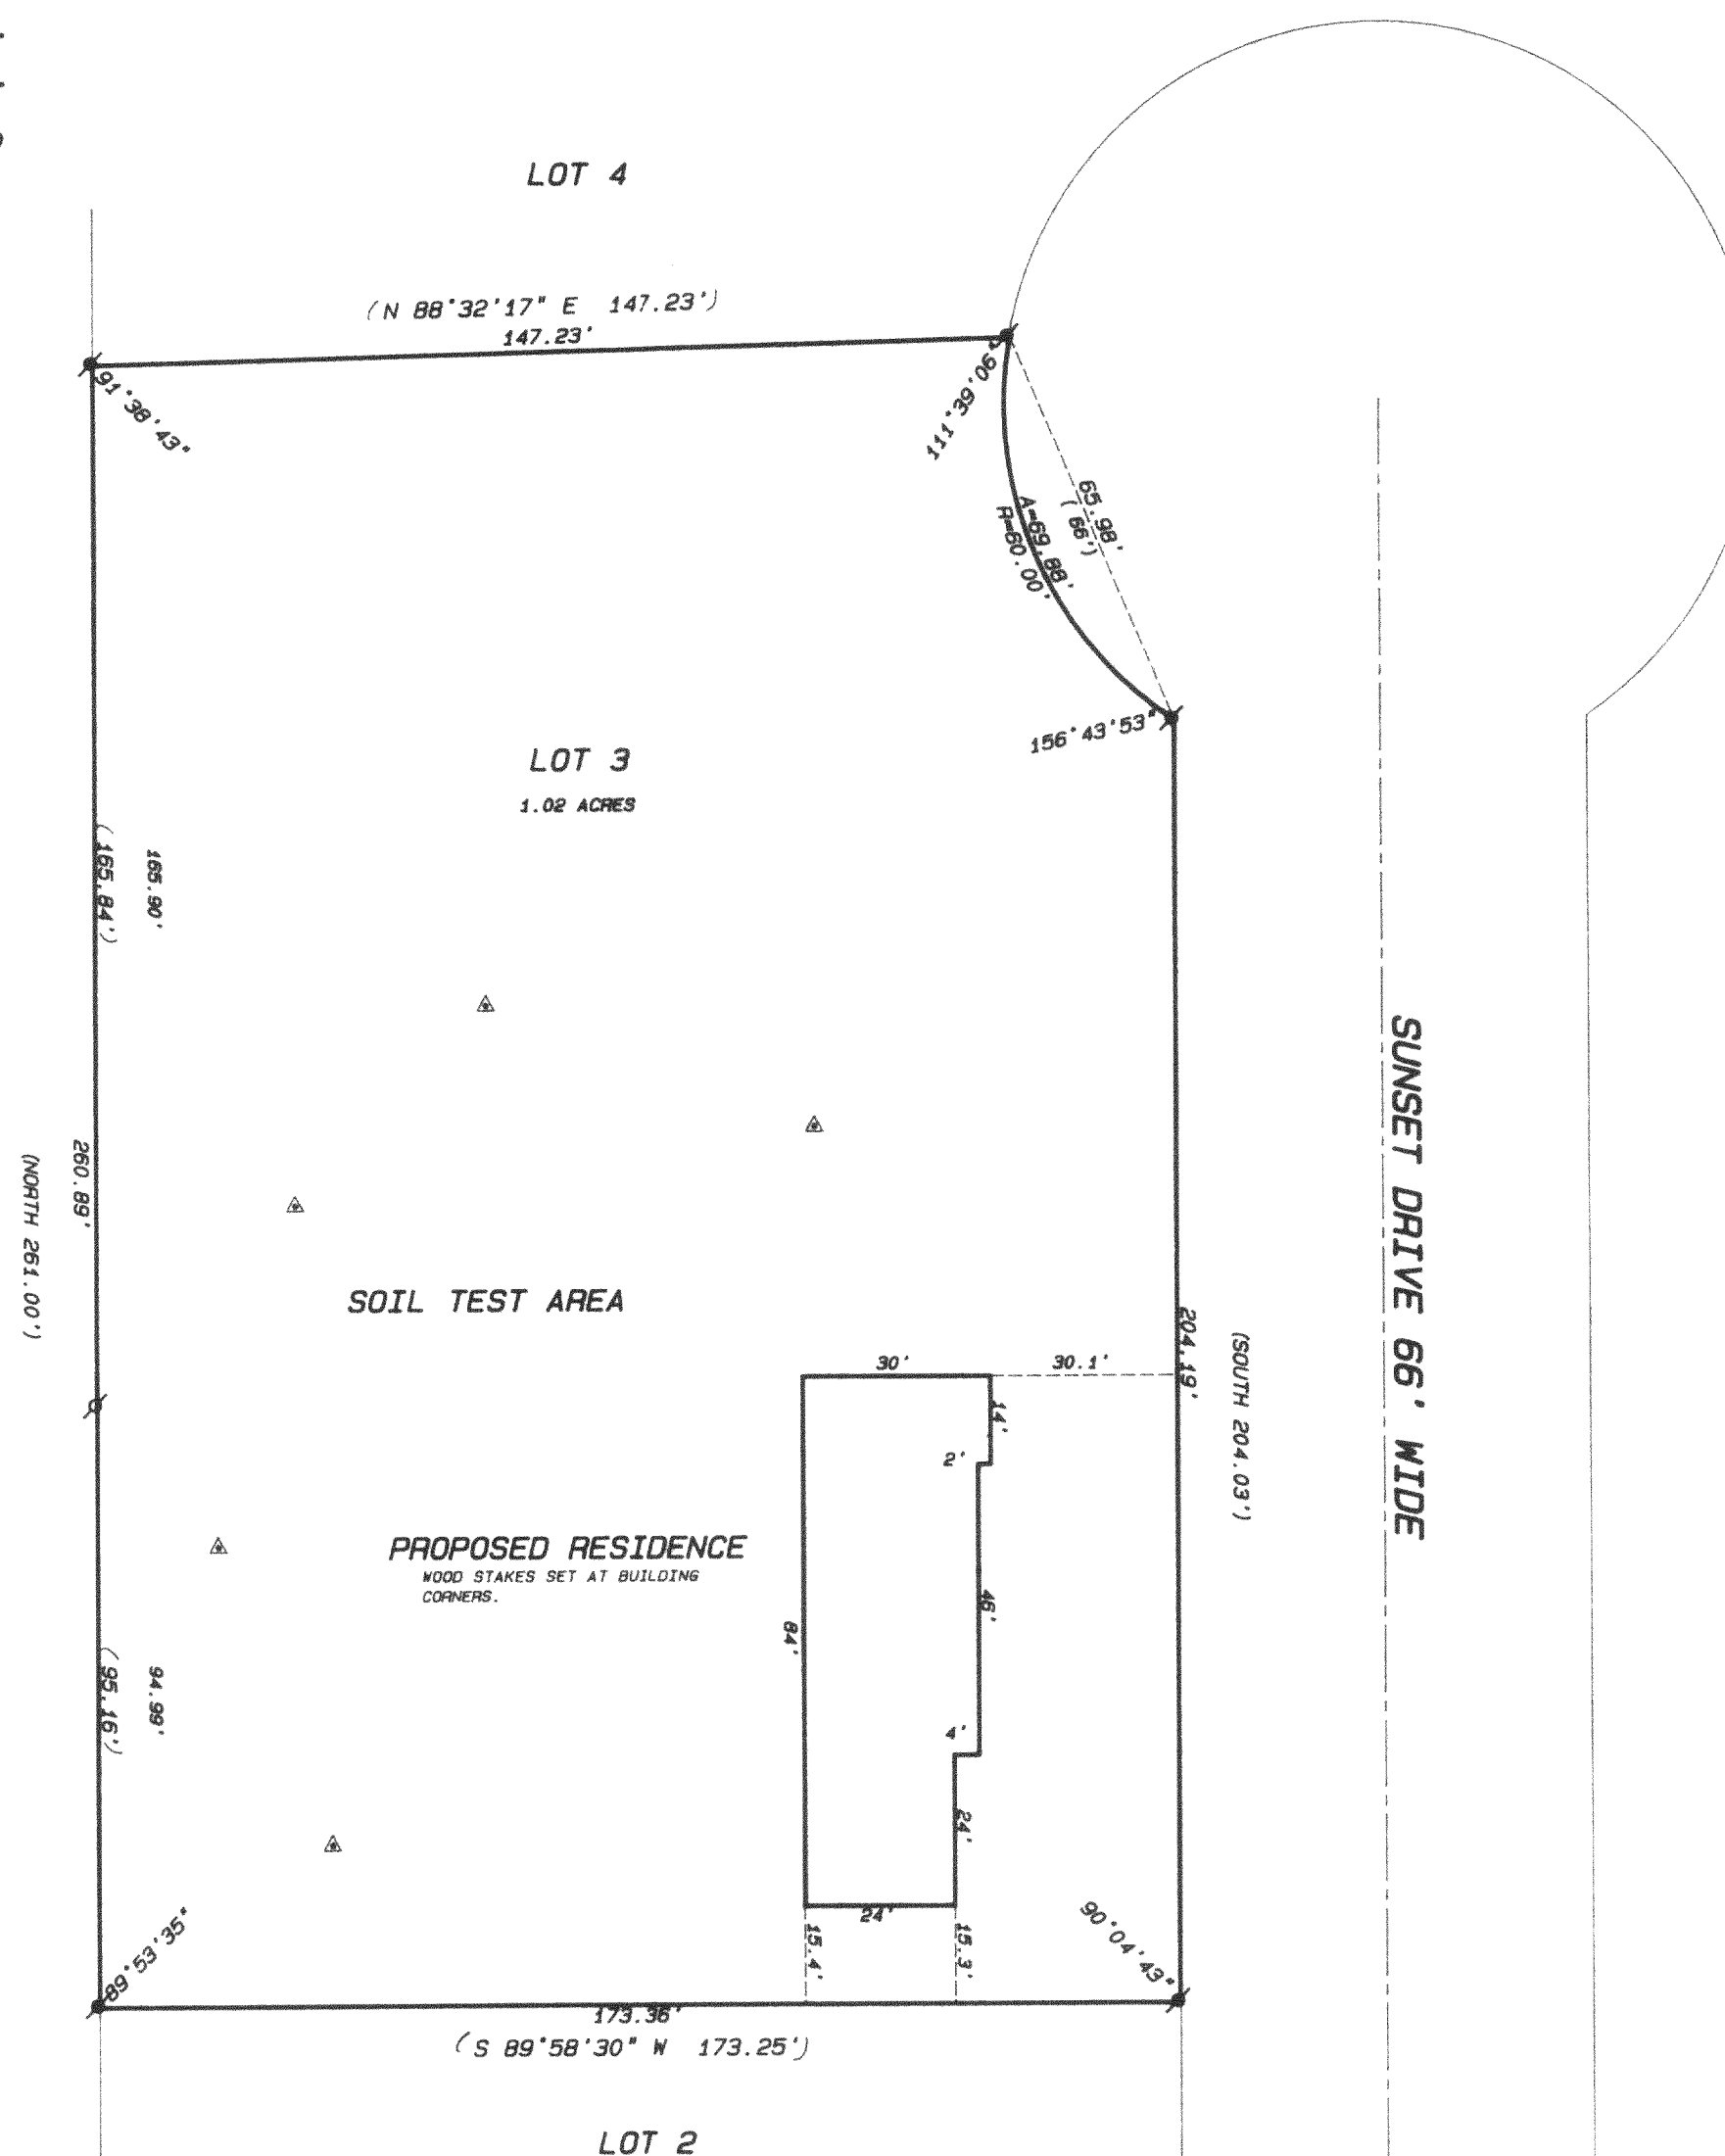 LOT 4
(N 88°32'17" E 147.23')
147.23'
91°38'43"
111°39'06"
65.98'
( 66')
A=69.88'
R=60.00'
156°43'53"
LOT 3
1.02 ACRES
165.90'
(165.84')
260.89'
(NORTH 261.00')
SUNSET DRIVE 66' WIDE
204.19'
(SOUTH 204.03')
SOIL TEST AREA
30'
30.1'
14'
2'
PROPOSED RESIDENCE
WOOD STAKES SET AT BUILDING
CORNERS.
46'
84'
94.99'
(95.16')
4'
24'
24'
15.4'
15.3'
89°53'35"
90°04'43"
173.36'
(S 89°58'30" W 173.25')
LOT 2